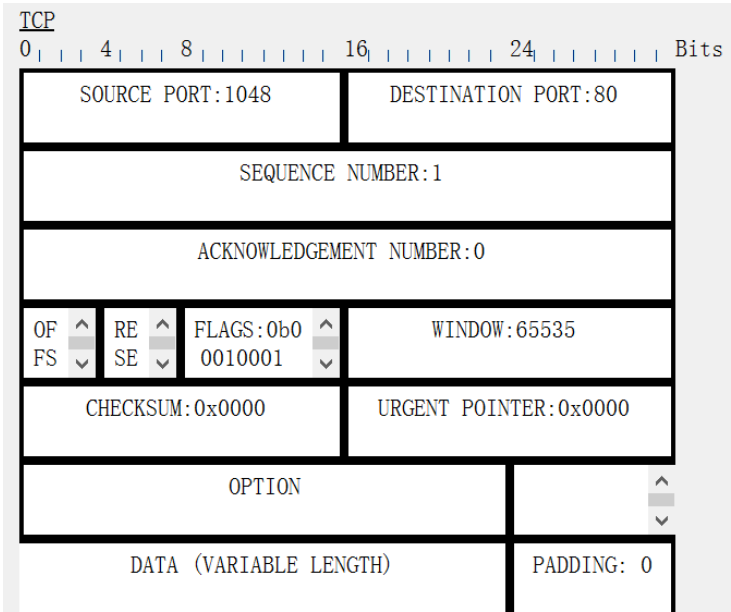 TCP
0 4 8 16 24 Bits
SOURCE PORT:1048 DESTINATION PORT:80
SEQUENCE NUMBER:1
ACKNOWLEDGEMENT NUMBER:0
OF RE FLAGS:0b0 WINDOW:65535
FS SE 0010001
CHECKSUM:0x0000 URGENT POINTER:0x0000
OPTION
DATA (VARIABLE LENGTH) PADDING: 0